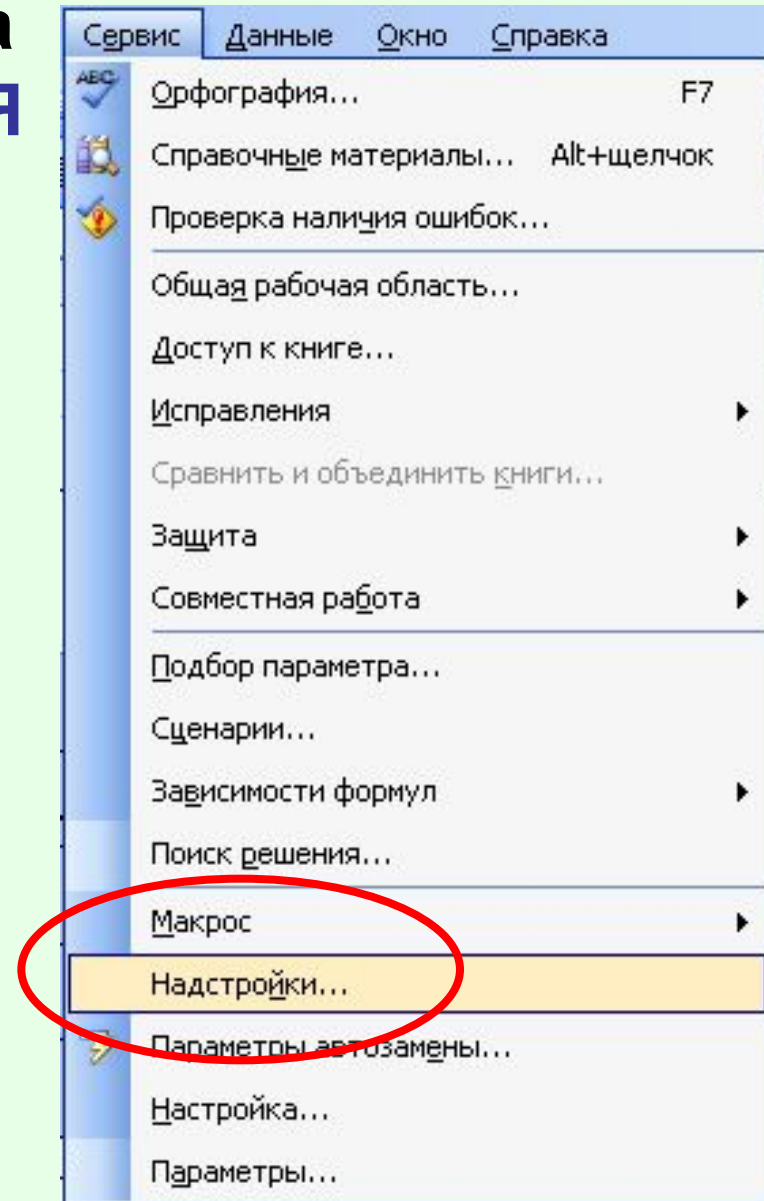 а
я
Сервис Данные Окно Справка
ABC
Орфография... F7
Справочные материалы... Alt+щелчок
Проверка наличия ошибок...
Общая рабочая область...
Доступ к книге...
Исправления
Сравнить и объединить книги...
Защита
Совместная работа
Подбор параметра...
Сценарии...
Зависимости формул
Поиск решения...
Макрос
Надстройки...
Параметры автозамены...
Настройка...
Параметры...